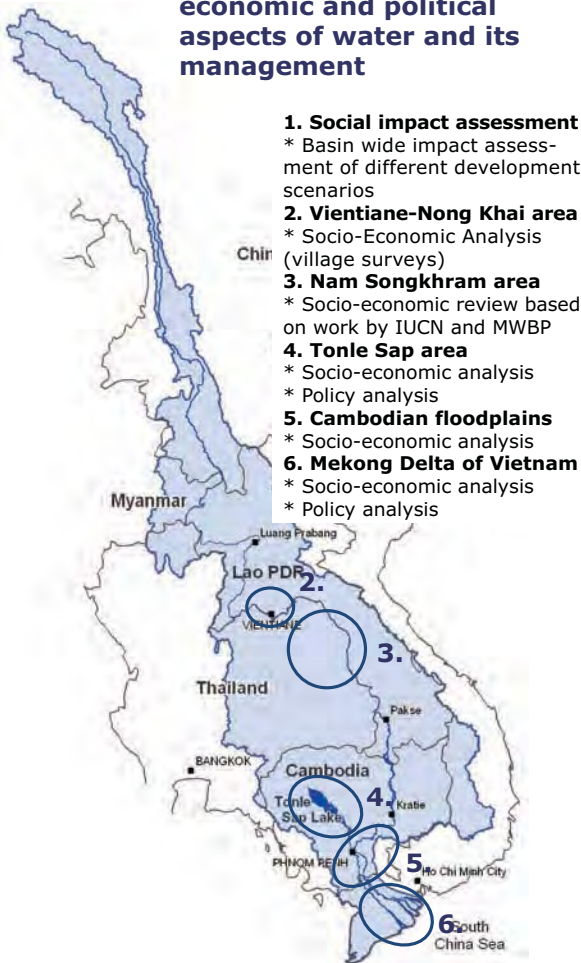 economic and political
aspects of water and its
management
1. Social impact assessment
* Basin wide impact assess-
ment of different development
scenarios
2. Vientiane-Nong Khai area
* Socio-Economic Analysis
(village surveys)
3. Nam Songkhram area
* Socio-economic review based
on work by IUCN and MWBP
4. Tonle Sap area
* Socio-economic analysis
* Policy analysis
5. Cambodian floodplains
* Socio-economic analysis
6. Mekong Delta of Vietnam
* Socio-economic analysis
* Policy analysis
Chin
Myanmar
Luang Prabang
Lao PDR
2.
VIENTIANE
3.
Thailand
Pakse
BANGKOK
Cambodia
Tonle
Sap Lake
4.
Kratie
PHNOM PENH
5.
Ho Chi Minh City
6.
South
China Sea